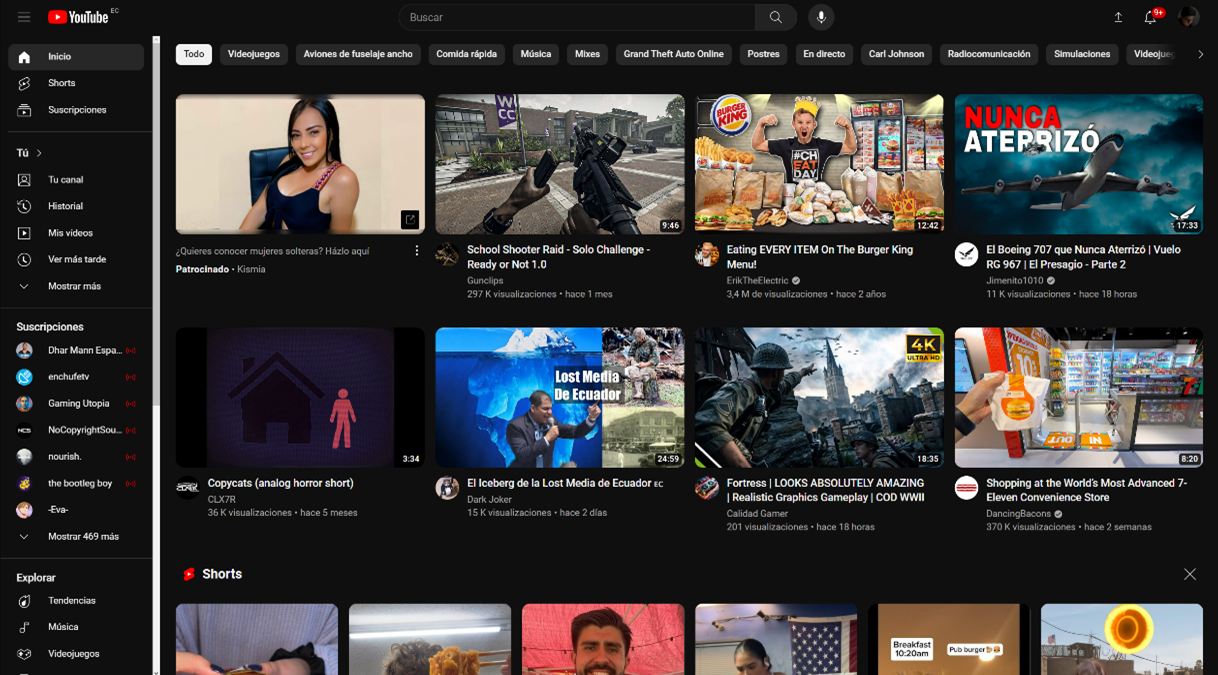 YouTube EC
Buscar
9+
Inicio
Shorts
Suscripciones
Tú
Tu canal
Historial
Mis videos
Ver más tarde
Mostrar más
Suscripciones
Dhar Mann Espa...
enchufetv
Gaming Utopia
NoCopyrightSou...
nourish.
the bootleg boy
-Eva-
Mostrar 469 más
Explorar
Tendencias
Música
Videojuegos
Todo
Videojuegos
Aviones de fuselaje ancho
Comida rápida
Música
Mixes
Grand Theft Auto Online
Postres
En directo
Carl Johnson
Radiocomunicación
Simulaciones
Videojueg
¿Quieres conocer mujeres solteras? Házlo aquí
Patrocinado • Kismia
WCC
9:46
School Shooter Raid - Solo Challenge -
Ready or Not 1.0
Gunclips
297 K visualizaciones • hace 1 mes
BURGER
KING
#CH
EAT
DAY
12:42
Eating EVERY ITEM On The Burger King
Menu!
ErikTheElectric
3,4 M de visualizaciones • hace 2 años
NUNCA
ATERRIZÓ
17:33
El Boeing 707 que Nunca Aterrizó | Vuelo
RG 967 | El Presagio - Parte 2
Jimenito1010
11 K visualizaciones • hace 18 horas
3:34
Copycats (analog horror short)
CLX7R
36 K visualizaciones • hace 5 meses
Lost Media
De Ecuador
24:59
El Iceberg de la Lost Media de Ecuador EC
Dark Joker
15 K visualizaciones • hace 2 días
4K
ULTRA HD
18:35
Fortress | LOOKS ABSOLUTELY AMAZING
| Realistic Graphics Gameplay | COD WWII
Calidad Gamer
201 visualizaciones • hace 18 horas
OUT
IN
8:20
Shopping at the World's Most Advanced 7-
Eleven Convenience Store
DancingBacons
370 K visualizaciones • hace 2 semanas
Shorts
Breakfast
10:20am
Pub burger